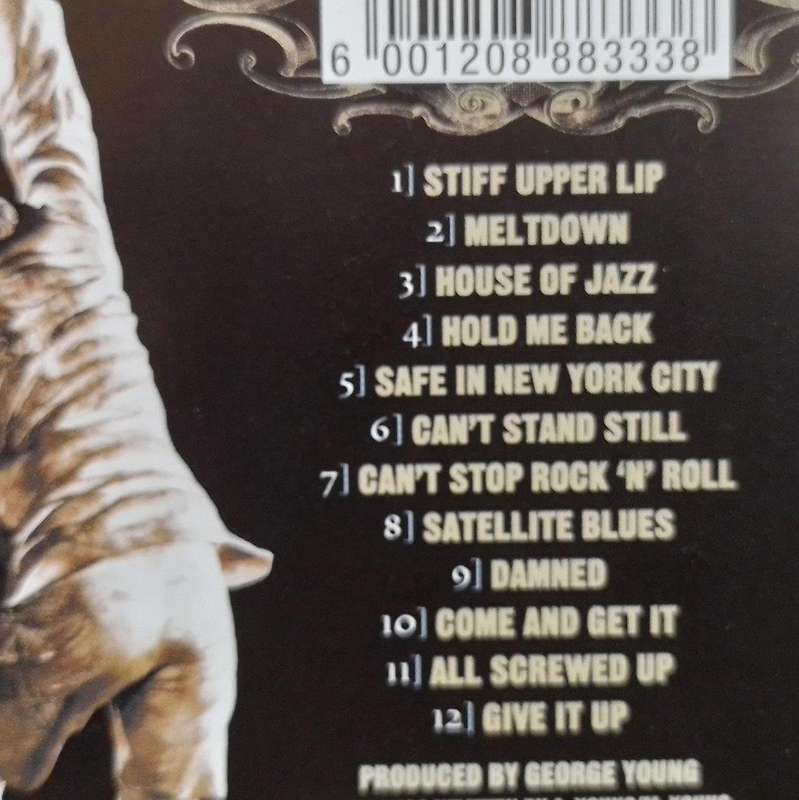 6 001208 883338
1] STIFF UPPER LIP
2] MELTDOWN
3] HOUSE OF JAZZ
4] HOLD ME BACK
5] SAFE IN NEW YORK CITY
6] CAN'T STAND STILL
7] CAN'T STOP ROCK 'N' ROLL
8] SATELLITE BLUES
9] DAMNED
10] COME AND GET IT
11] ALL SCREWED UP
12] GIVE IT UP
PRODUCED BY GEORGE YOUNG